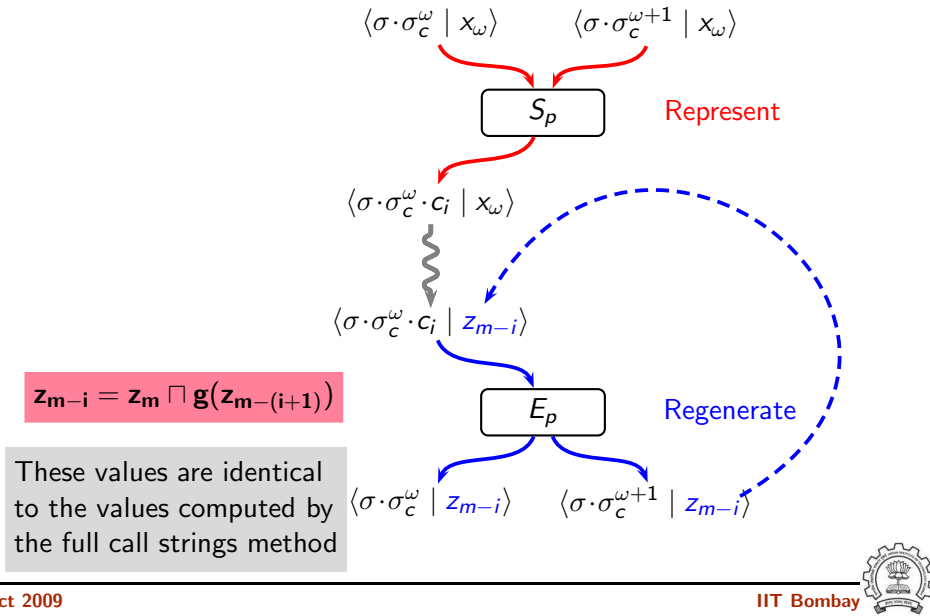 ⟨σ·σ_c^ω | x_ω⟩ ⟨σ·σ_c^{ω+1} | x_ω⟩
S_p Represent
⟨σ·σ_c^ω·c_i | x_ω⟩
⟨σ·σ_c^ω·c_i | z_{m−i}⟩
z_{m−i} = z_m ⊓ g(z_{m−(i+1)})
E_p Regenerate
These values are identical
to the values computed by
the full call strings method
⟨σ·σ_c^ω | z_{m−i}⟩ ⟨σ·σ_c^{ω+1} | z_{m−i}⟩
ct 2009 IIT Bombay